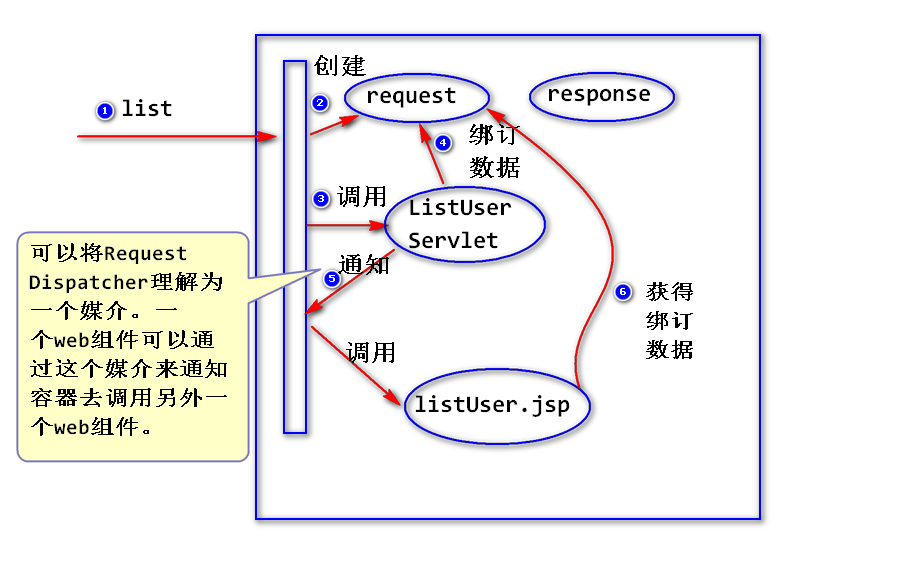 1 list
创建
2
request
response
4 绑订
数据
3 调用
ListUser
Servlet
5 通知
可以将Request
Dispatcher理解为
一个媒介。一
个web组件可以通
过这个媒介来通知
容器去调用另外一
个web组件。
调用
listUser.jsp
6 获得
绑订
数据